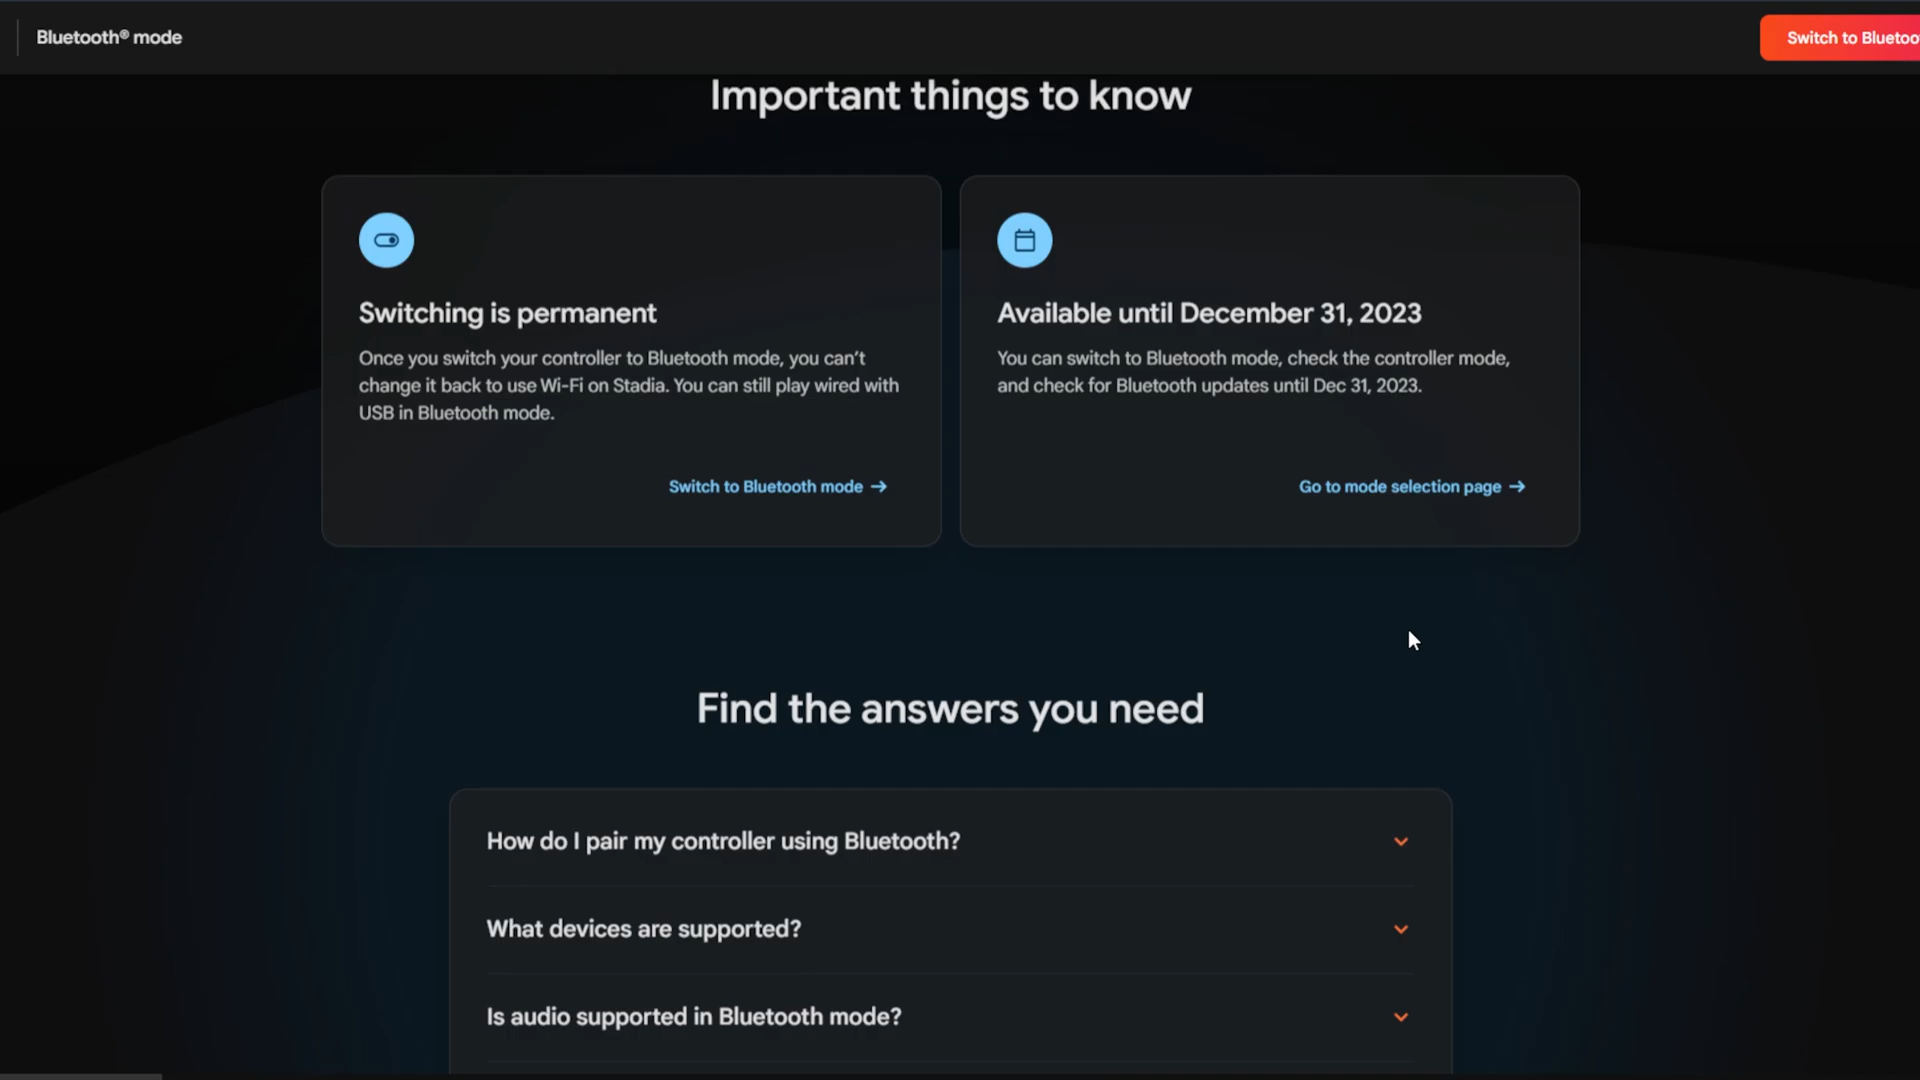 Bluetooth® mode
Switch to Bluetoo
Important things to know
Switching is permanent
Once you switch your controller to Bluetooth mode, you can’t
change it back to use Wi-Fi on Stadia. You can still play wired with
USB in Bluetooth mode.
Switch to Bluetooth mode →
Available until December 31, 2023
You can switch to Bluetooth mode, check the controller mode,
and check for Bluetooth updates until Dec 31, 2023.
Go to mode selection page →
Find the answers you need
How do I pair my controller using Bluetooth?
What devices are supported?
Is audio supported in Bluetooth mode?